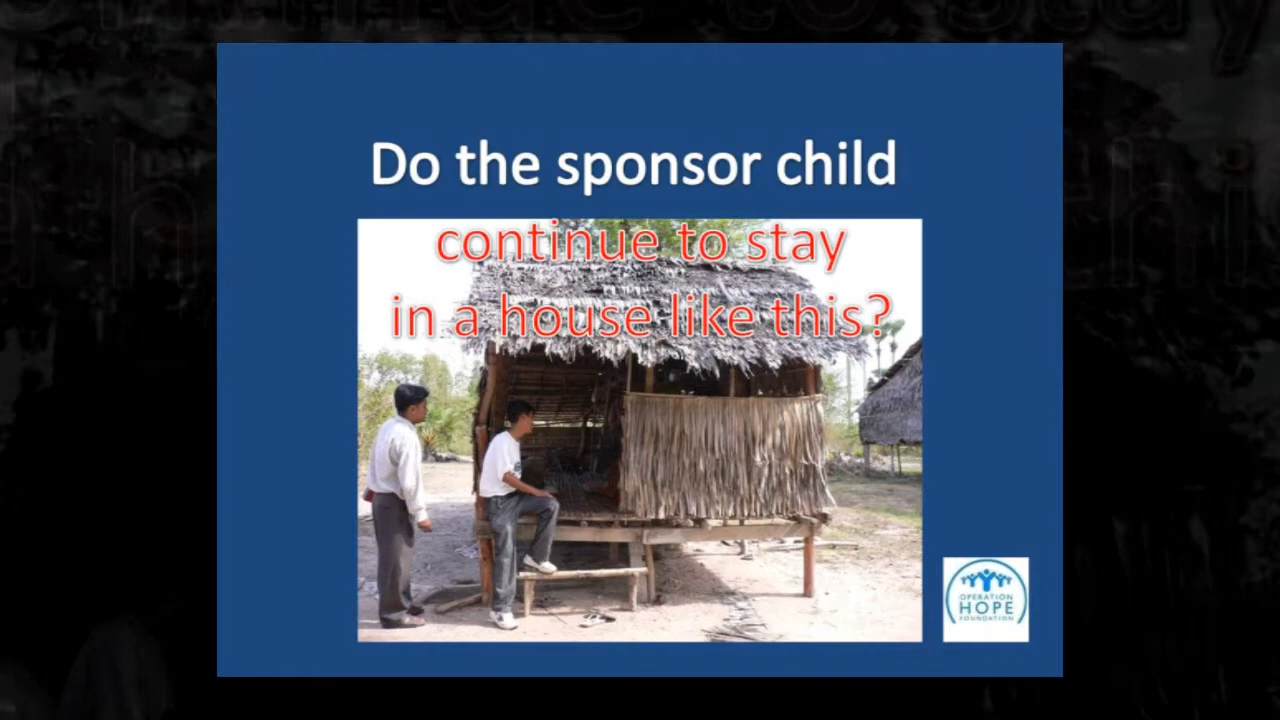 Do the sponsor child
continue to stay
in a house like this?
OPERATION
HOPE
FOUNDATION